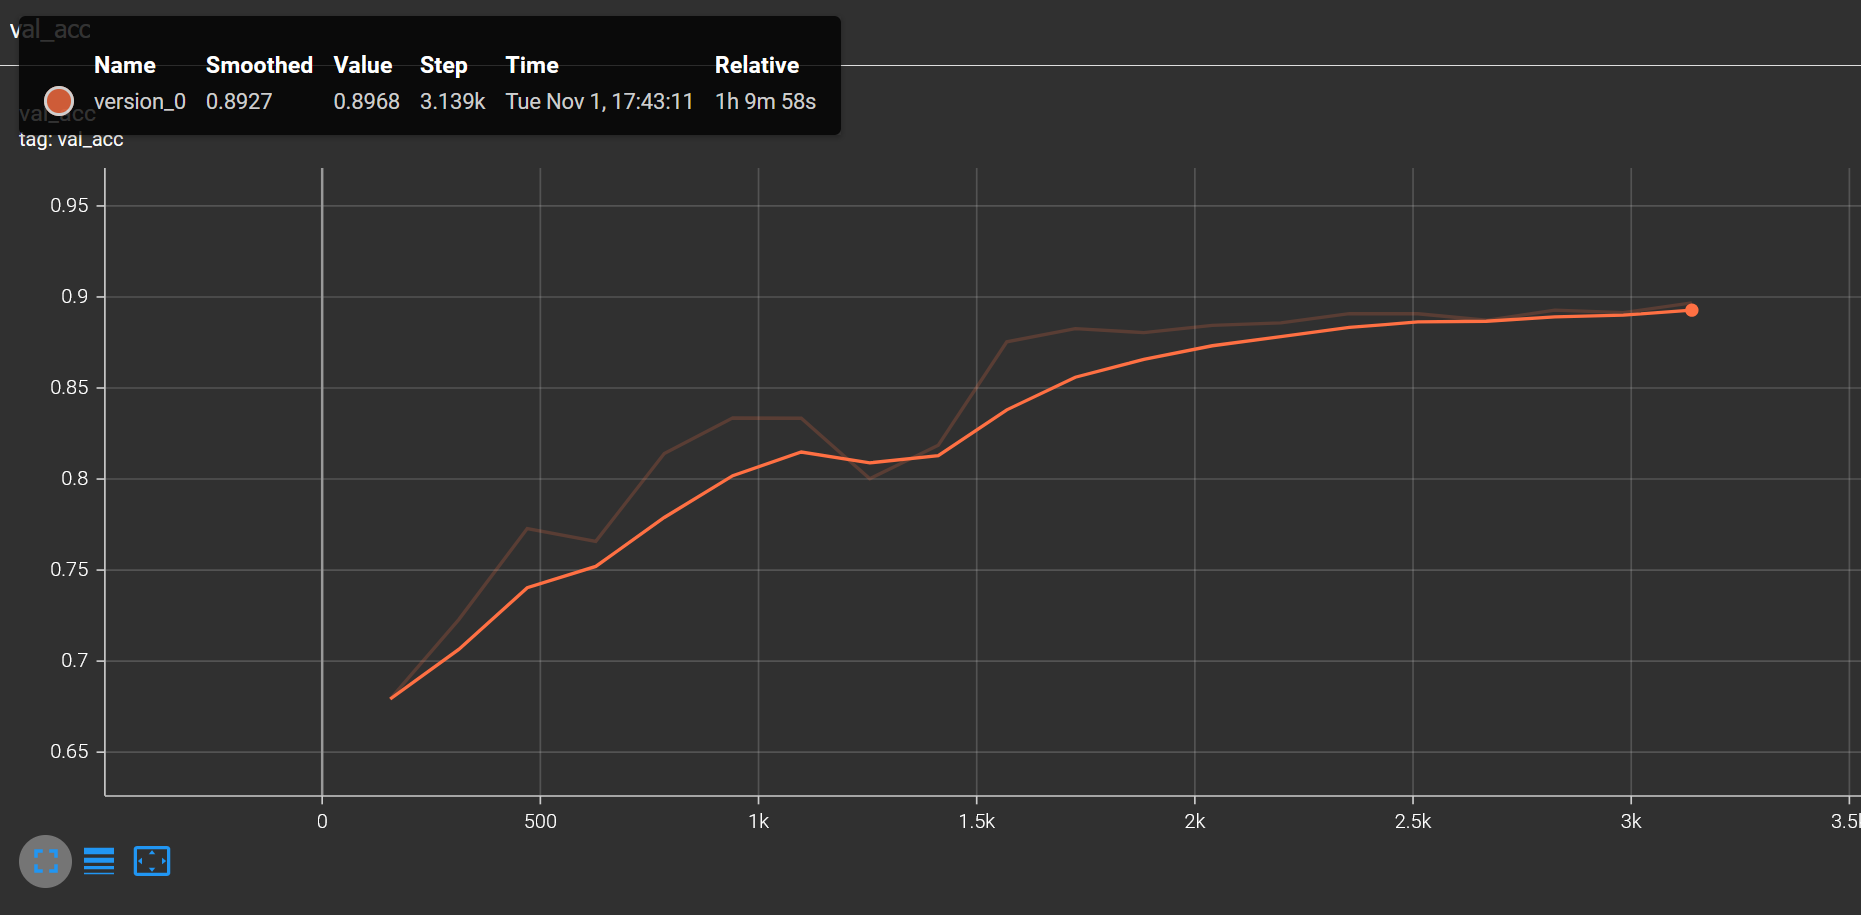 val_acc
Name Smoothed Value Step Time Relative
version_0 0.8927 0.8968 3.139k Tue Nov 1, 17:43:11 1h 9m 58s
val_acc
tag: val_acc
0.95
0.9
0.85
0.8
0.75
0.7
0.65
0 500 1k 1.5k 2k 2.5k 3k